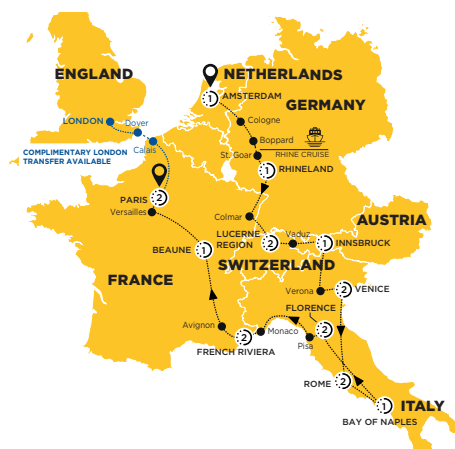 ENGLAND
NETHERLANDS
1
AMSTERDAM
GERMANY
LONDON
Dover
Calais
Cologne
Boppard
St. Goar
RHINE CRUISE
COMPLIMENTARY LONDON
TRANSFER AVAILABLE
1
RHINELAND
PARIS
2
Versailles
Colmar
AUSTRIA
LUCERNE
REGION
2
Vaduz
1
INNSBRUCK
BEAUNE
1
SWITZERLAND
FRANCE
Verona
2
VENICE
FLORENCE
2
Avignon
Monaco
Pisa
2
FRENCH RIVIERA
ROME
2
1
ITALY
BAY OF NAPLES